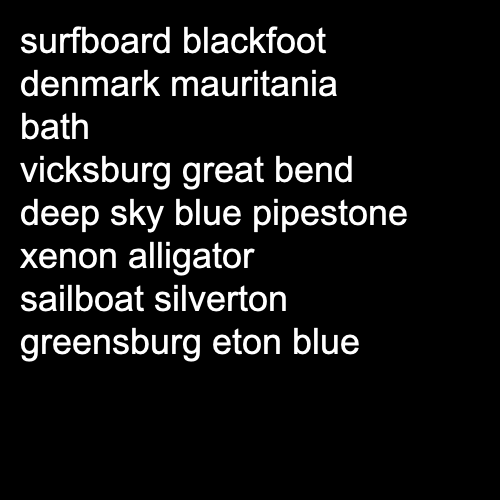 surfboard blackfoot
denmark mauritania
bath
vicksburg great bend
deep sky blue pipestone
xenon alligator
sailboat silverton
greensburg eton blue